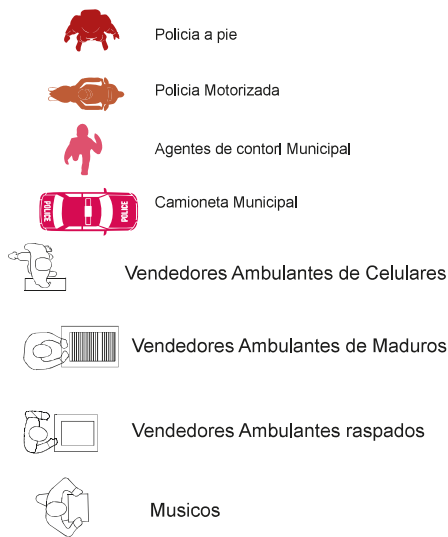 Policia a pie
Policia Motorizada
Agentes de contorl Municipal
POLICE POLICE Camioneta Municipal
Vendedores Ambulantes de Celulares
Vendedores Ambulantes de Maduros
Vendedores Ambulantes raspados
Musicos